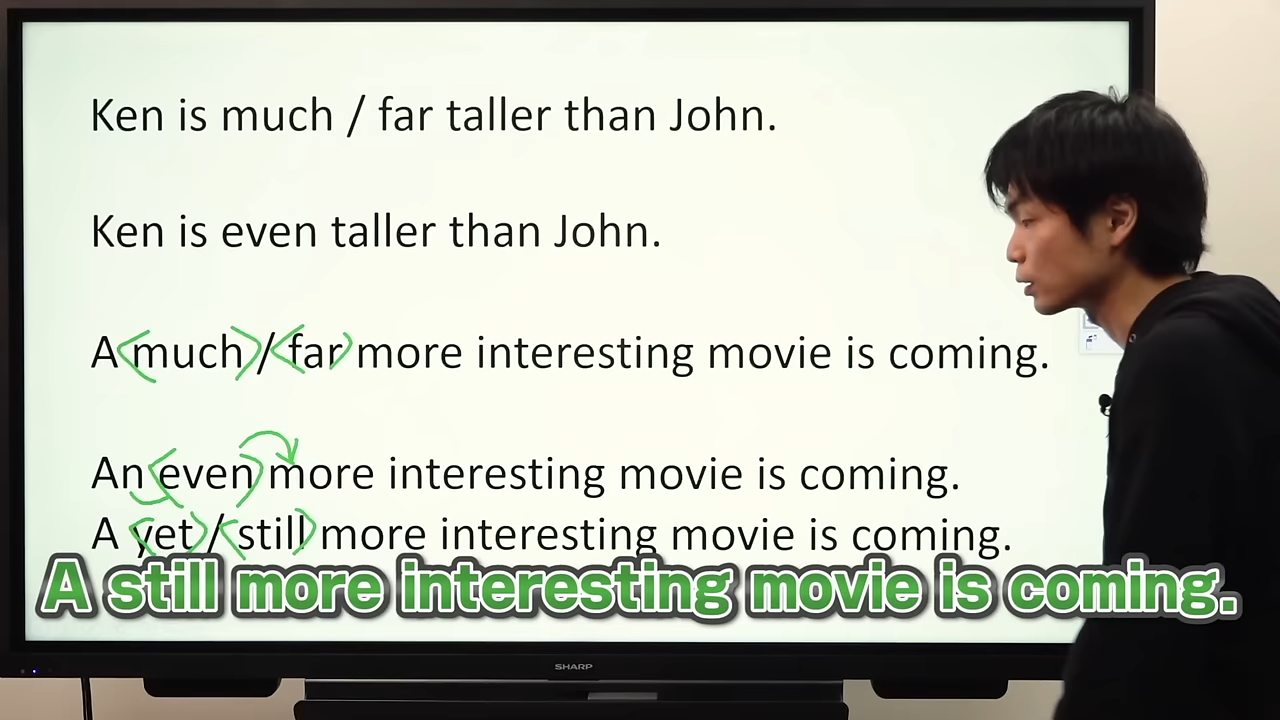 Ken is much / far taller than John.
Ken is even taller than John.
A much / far more interesting movie is coming.
An even more interesting movie is coming.
A yet / still more interesting movie is coming.
A still more interesting movie is coming.
SHARP